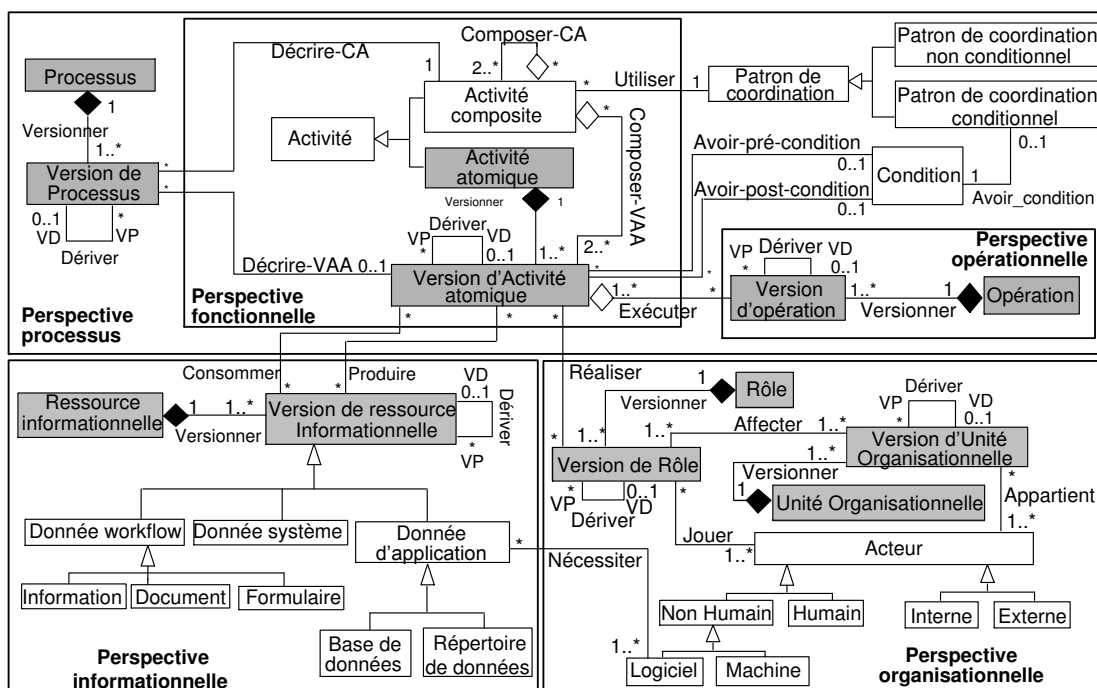 Processus
1
Versionner
1..*
Version de
Processus
*
*
0..1
VD
*
VP
Dériver
Perspective
processus
Décrire-CA
1
Composer-CA
2..*
*
Activité
composite
*
*
Composer-VAA
Activité
Activité
atomique
Versionner
1
Dériver
VP
*
VD
0..1
1..*
2..*
Décrire-VAA
0..1
Version d'Activité
atomique
*
*
*
*
*
Perspective
fonctionnelle
Utiliser
1
Patron de
coordination
Patron de coordination
non conditionnel
Patron de coordination
conditionnel
0..1
Avoir-pré-condition
0..1
Condition
1
Avoir_condition
Avoir-post-condition
0..1
1..*
Exécuter
*
Dériver
VP
*
VD
0..1
Perspective
opérationnelle
Version
d'opération
1..*
Versionner
1
Opération
Consommer
*
Produire
*
Ressource
informationnelle
1
1..*
Versionner
Version de ressource
Informationnelle
VD
0..1
Dériver
*
VP
Donnée workflow
Donnée système
Donnée
d'application
*
Information
Document
Formulaire
Base de
données
Répertoire
de données
Perspective
informationnelle
Réaliser
*
1
Versionner
Rôle
1..*
1..*
Affecter
1..*
Version de Rôle
*
VP
0..1
VD
Dériver
*
Dériver
VP
*
VD
0..1
Version d'Unité
Organisationnelle
1..*
Versionner
1
Unité Organisationnelle
*
Appartient
1..*
Jouer
1..*
Acteur
Nécessiter
1..*
Non Humain
Humain
Interne
Externe
Logiciel
Machine
Perspective
organisationnelle